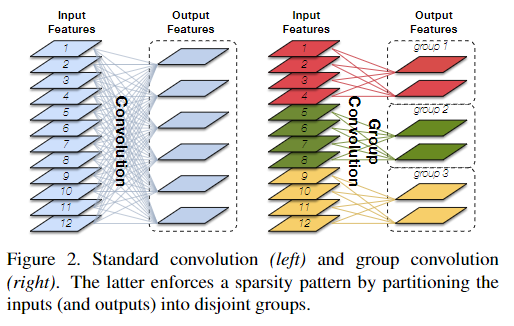 Input
Features
Output
Features
1
2
3
4
5
6
7
8
9
10
11
12
Convolution
Input
Features
Output
Features
1
2
3
4
5
6
7
8
9
10
11
12
Group
Convolution
group 1
group 2
group 3
Figure 2. Standard convolution (left) and group convolution
(right). The latter enforces a sparsity pattern by partitioning the
inputs (and outputs) into disjoint groups.